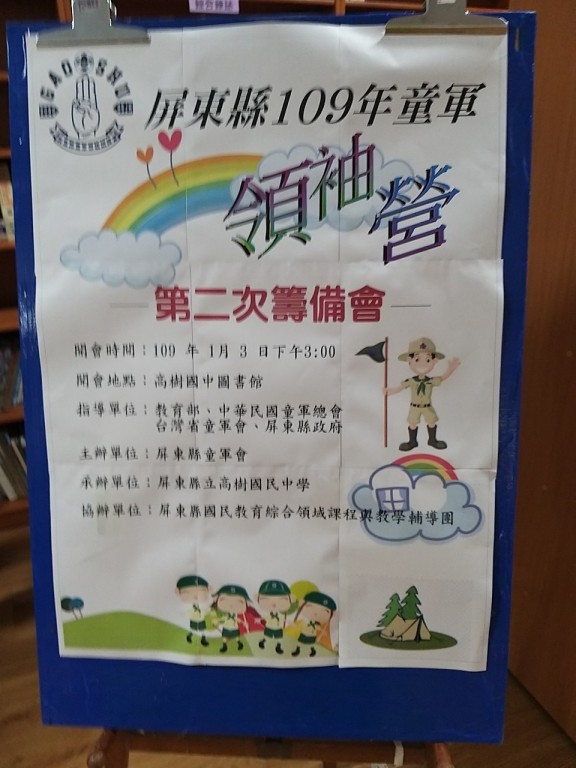 GAO SHU
屏東縣109年童軍
領袖營
第二次籌備會
開會時間：109 年 1月 3 日下午3:00
開會地點：高樹國中圖書館
指導單位：教育部、中華民國童軍總會
台灣省童軍會、屏東縣政府
主辦單位：屏東縣童軍會
承辦單位：屏東縣立高樹國民中學
協辦單位：屏東縣國民教育綜合領域課程與教學輔導團